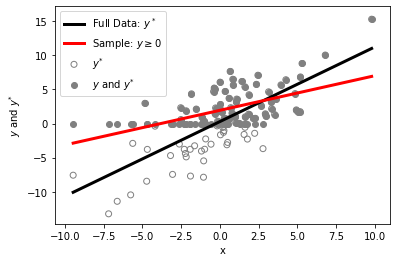 Full Data: y*
Sample: y ≥ 0
y*
y and y*
15
10
5
0
−5
−10
y and y*
−10.0 −7.5 −5.0 −2.5 0.0 2.5 5.0 7.5 10.0
x